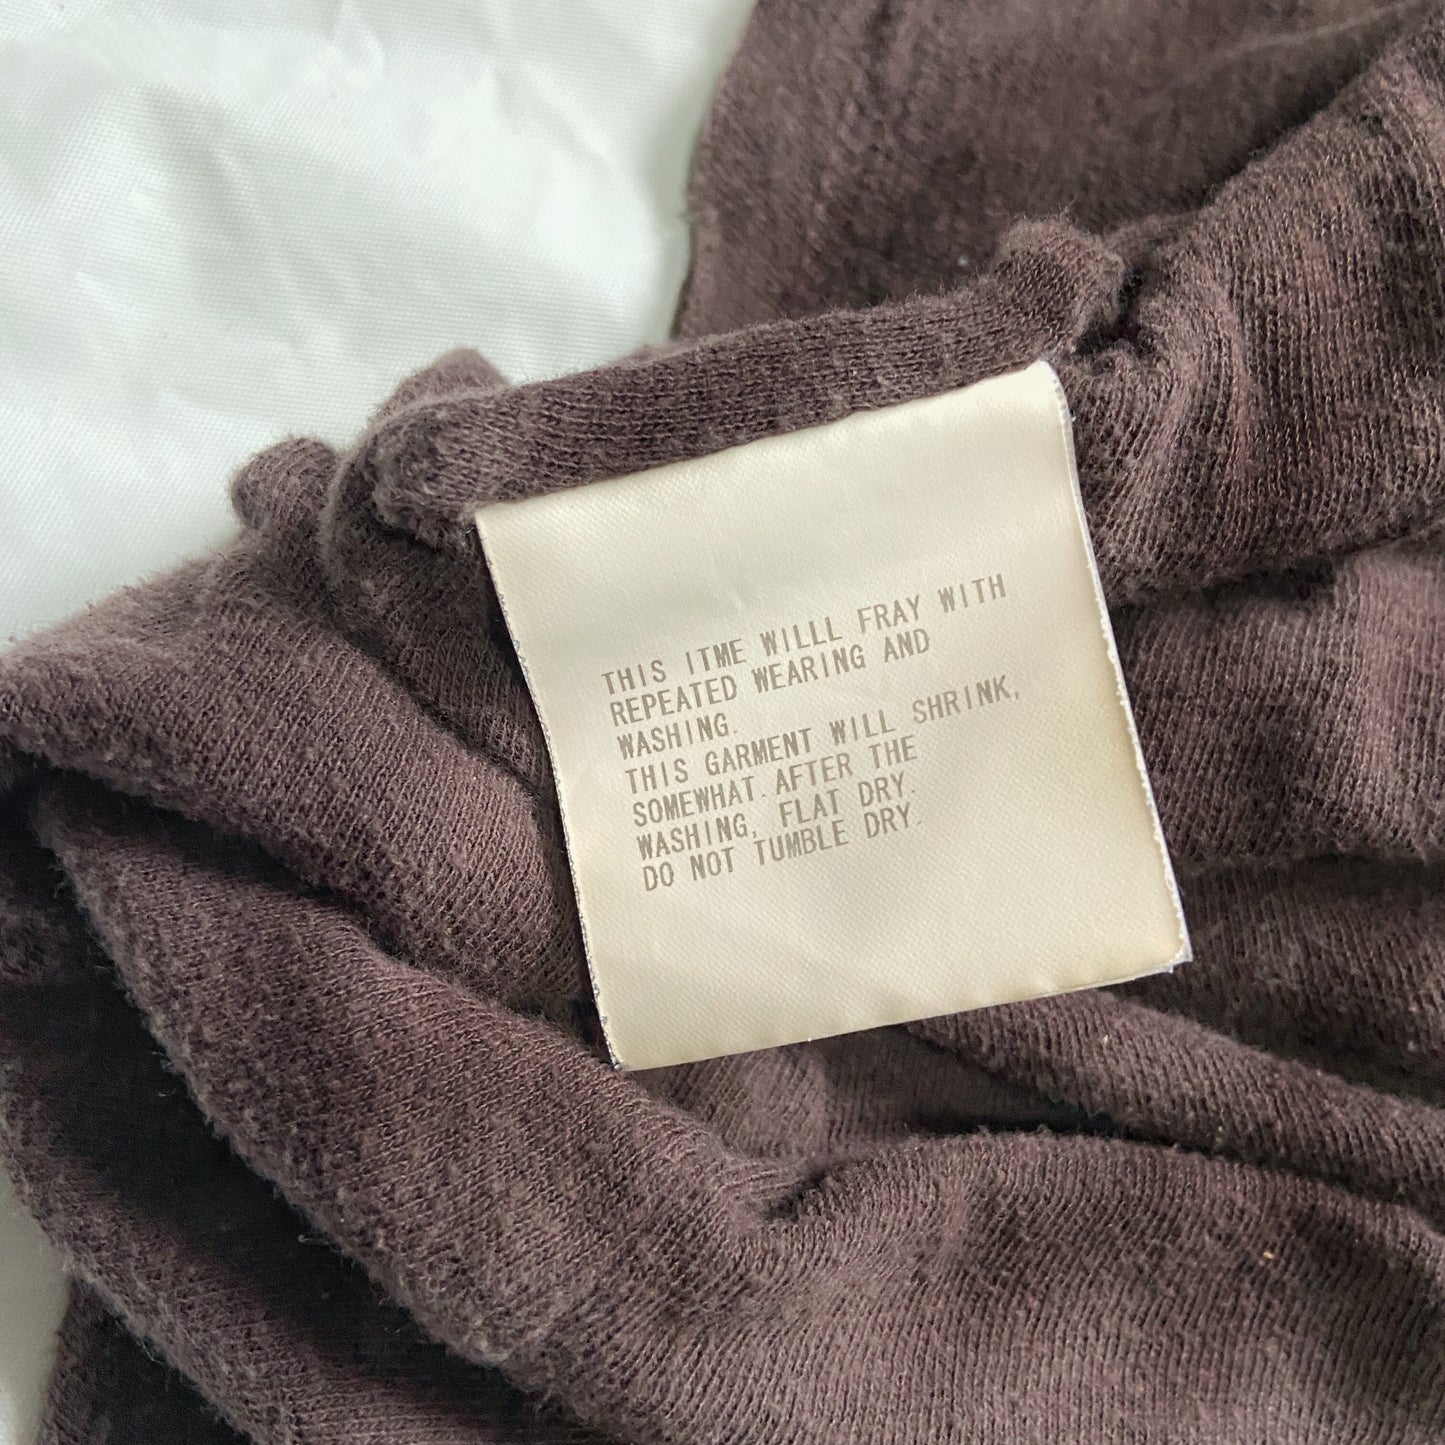 THIS ITME WILLL FRAY WITH
REPEATED WEARING AND
WASHING.
THIS GARMENT WILL SHRINK,
SOMEWHAT. AFTER THE
WASHING, FLAT DRY.
DO NOT TUMBLE DRY.